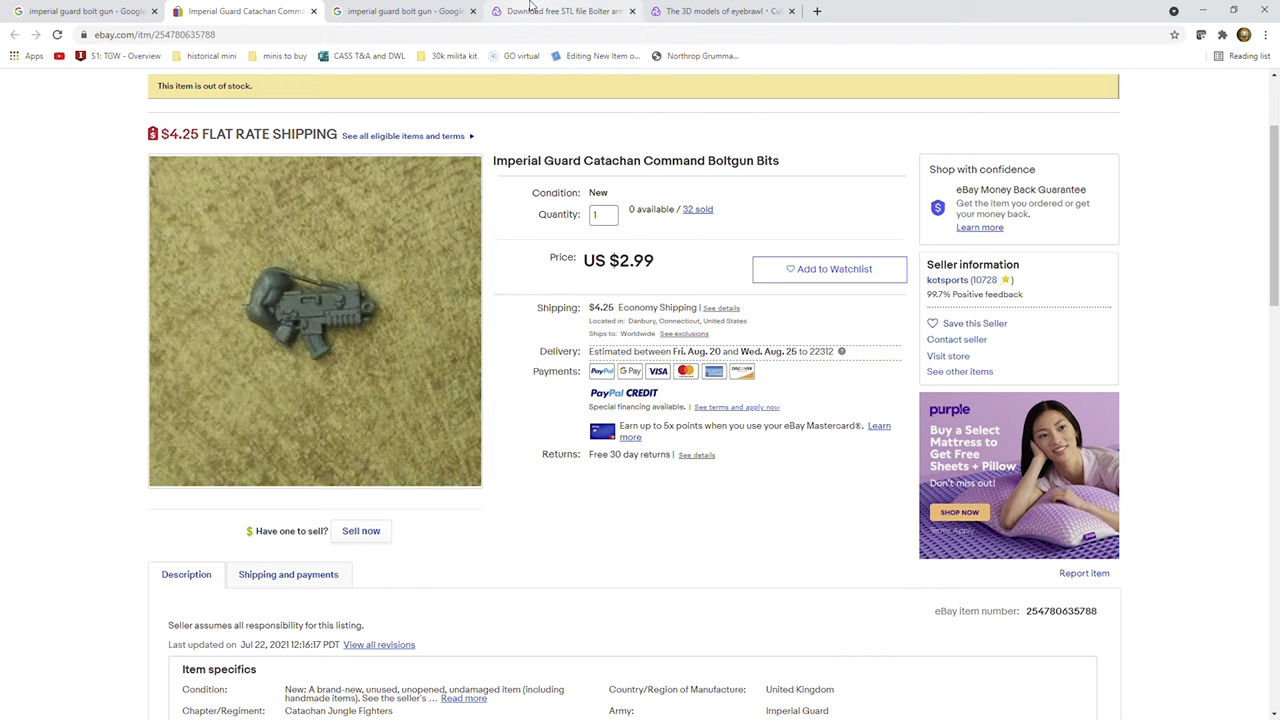 imperial guard bolt gun - Google
Imperial Guard Catachan Comma
imperial guard bolt gun - Google
Download free STL file Bolter arm
The 3D models of eyebrawl • Cul
ebay.com/itm/254780635788
Apps
S1: TGW - Overview
historical mini
minis to buy
CASS T&A and DWL
30k milita kit
GO virtual
Editing New Item o...
Northrop Grumma...
Reading list
This item is out of stock.
$4.25 FLAT RATE SHIPPING See all eligible items and terms
Imperial Guard Catachan Command Boltgun Bits
Condition: New
Quantity: 1 0 available / 32 sold
Price: US $2.99
Add to Watchlist
Shipping: $4.25 Economy Shipping | See details
Located in: Danbury, Connecticut, United States
Ships to: Worldwide See exclusions
Delivery: Estimated between Fri. Aug. 20 and Wed. Aug. 25 to 22312
Payments: PayPal G Pay VISA DISCOVER
PayPal CREDIT
Special financing available. | See terms and apply now
Earn up to 5x points when you use your eBay Mastercard®. Learn
more
Returns: Free 30 day returns | See details
Shop with confidence
eBay Money Back Guarantee
Get the item you ordered or get
your money back.
Learn more
Seller information
kctsports (10728)
99.7% Positive feedback
Save this Seller
Contact seller
Visit store
See other items
purple
Buy a Select
Mattress to
Get Free
Sheets + Pillow
Don't miss out!
SHOP NOW
Terms Apply
Have one to sell? Sell now
Report item
Description
Shipping and payments
eBay item number: 254780635788
Seller assumes all responsibility for this listing.
Last updated on Jul 22, 2021 12:16:17 PDT View all revisions
Item specifics
Condition: New: A brand-new, unused, unopened, undamaged item (including
handmade items). See the seller's ... Read more
Country/Region of Manufacture: United Kingdom
Chapter/Regiment: Catachan Jungle Fighters
Army: Imperial Guard